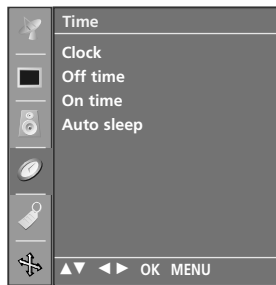 Time
Clock
Off time
On time
Auto sleep
▲▼ ◄► OK MENU